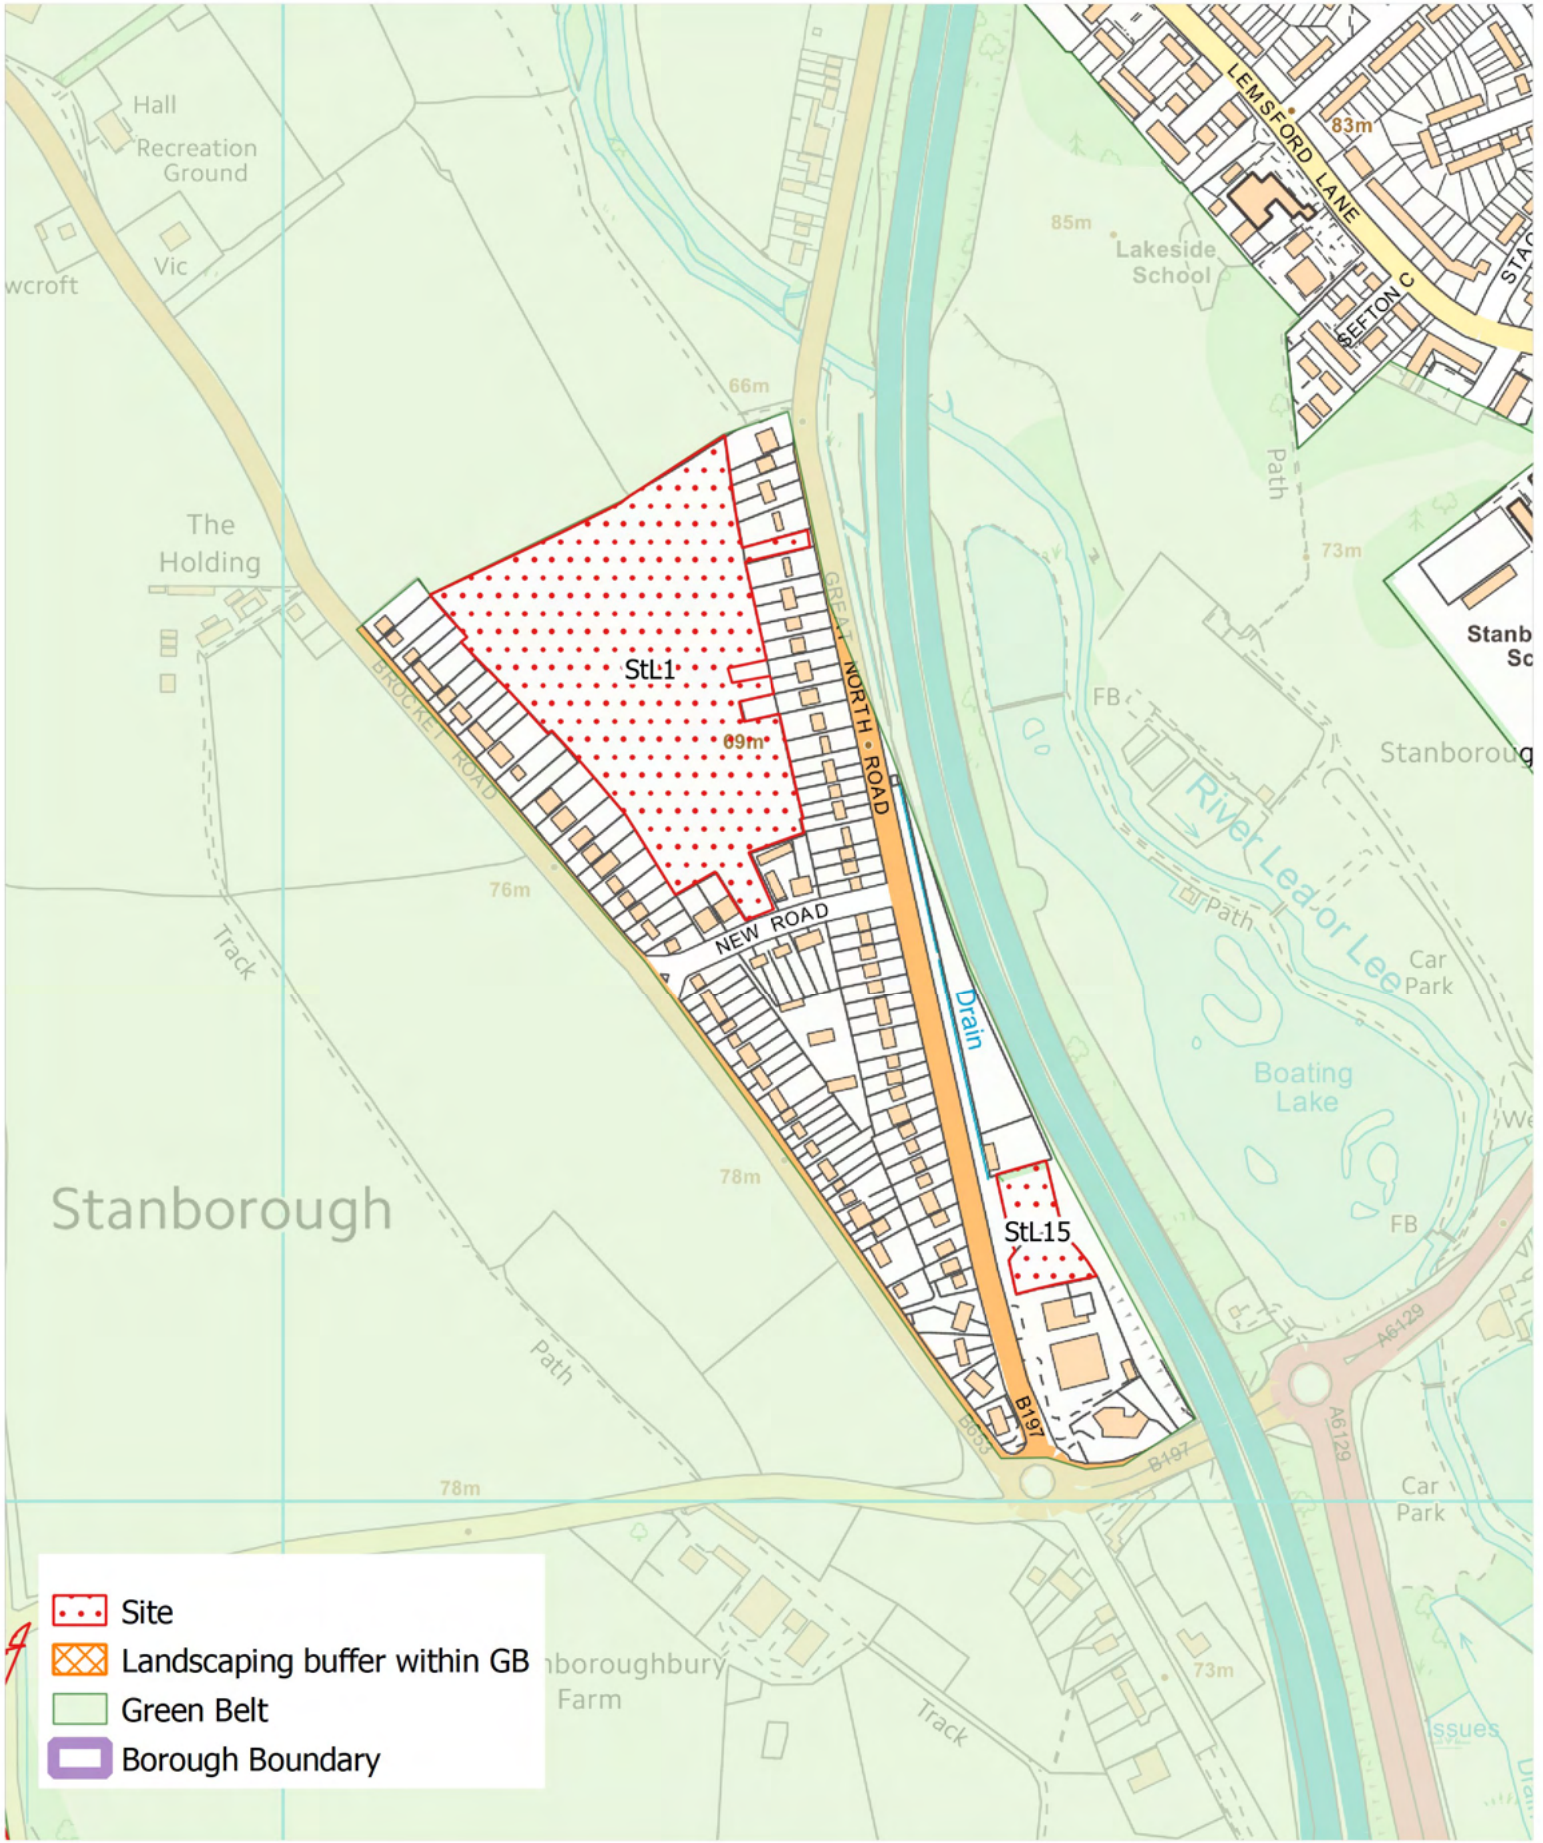 LEMSFORD LANE
83m
Hall
Recreation
Ground
85m
Lakeside
School
Vic
wcroft
SEFTON C
STAC
66m
Path
The
Holding
73m
GREAT NORTH ROAD
Stanb
Sc
StL1
BROCKET ROAD
69m
FB
Stanboroug
River Lea or Lee
76m
NEW ROAD
Path
Track
Car
Park
Drain
Boating
Lake
We
Stanborough
78m
StL15
FB
A6129
Path
B197
B653
B197
A6129
78m
Car
Park
Site
Landscaping buffer within GB
Green Belt
Borough Boundary
nboroughbury
Farm
73m
Track
Issues
Drai